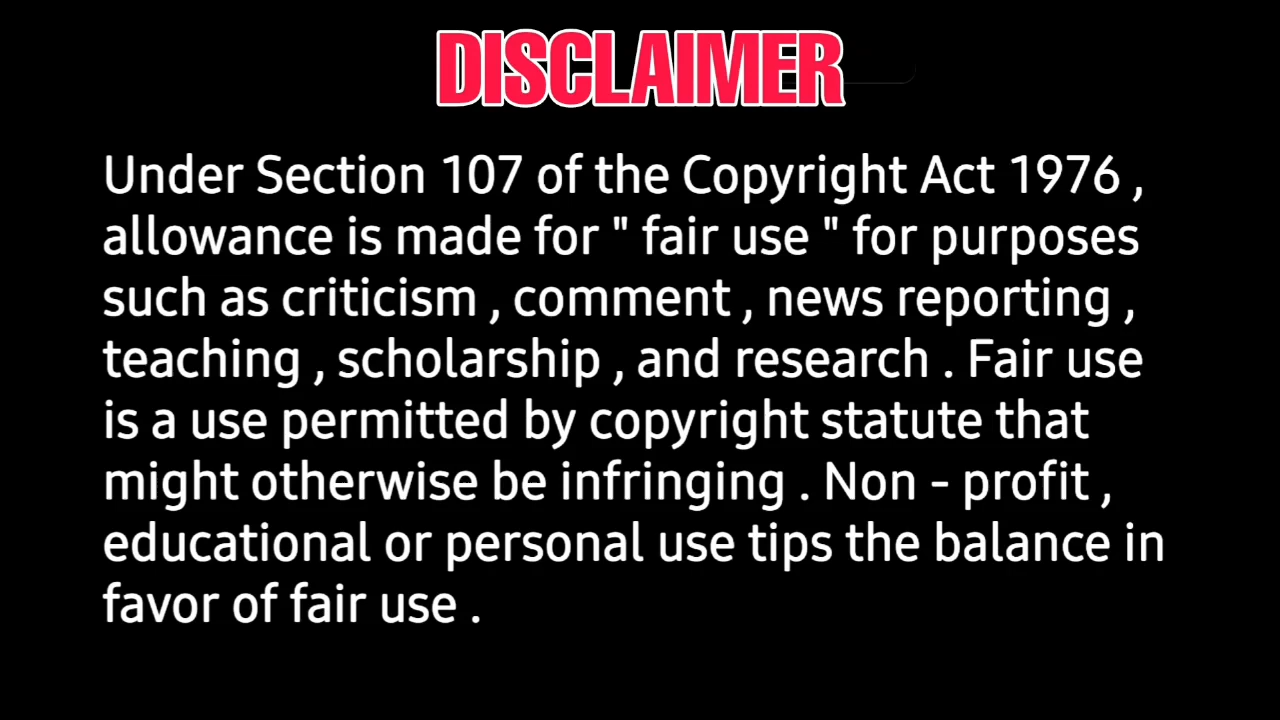 DISCLAIMER
Under Section 107 of the Copyright Act 1976 ,
allowance is made for " fair use " for purposes
such as criticism , comment , news reporting ,
teaching , scholarship , and research . Fair use
is a use permitted by copyright statute that
might otherwise be infringing . Non - profit ,
educational or personal use tips the balance in
favor of fair use .